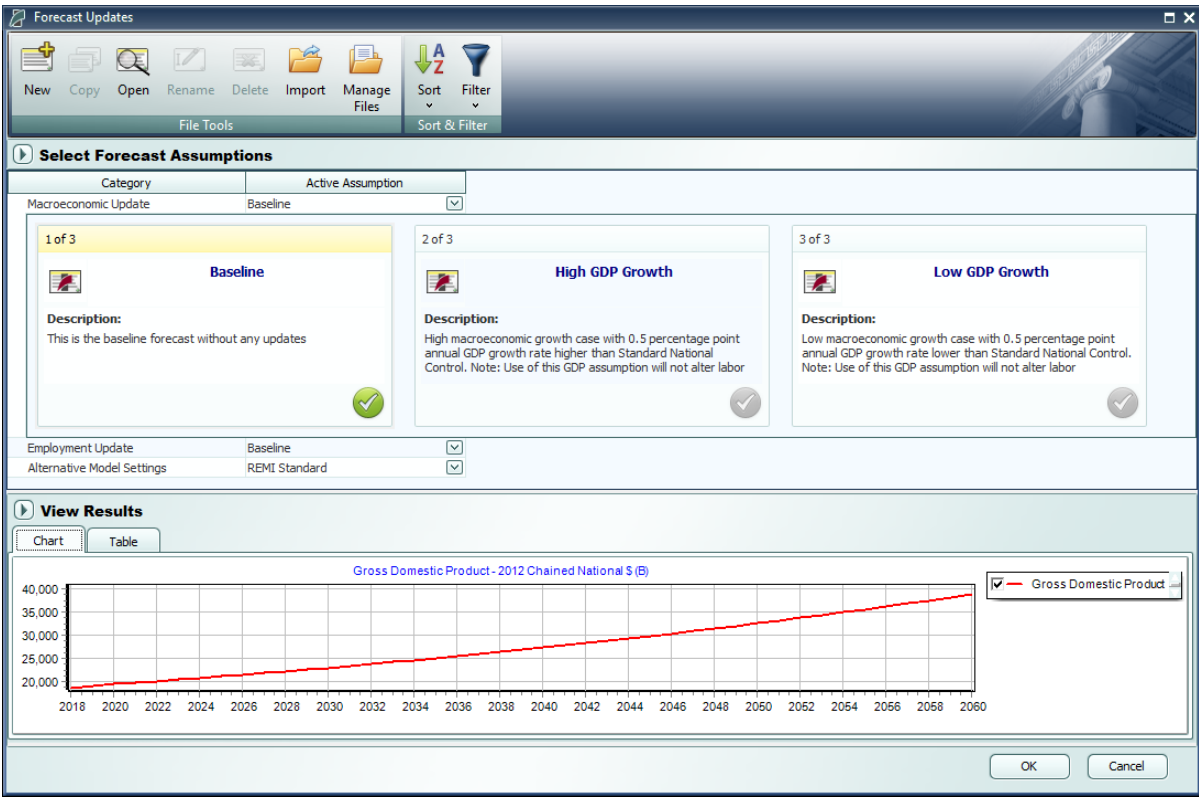 Forecast Updates
New Copy Open Rename Delete Import Manage Files Sort Filter
File Tools Sort & Filter
Select Forecast Assumptions
Category Active Assumption
Macroeconomic Update Baseline
1 of 3
Baseline
Description:
This is the baseline forecast without any updates
2 of 3
High GDP Growth
Description:
High macroeconomic growth case with 0.5 percentage point
annual GDP growth rate higher than Standard National
Control. Note: Use of this GDP assumption will not alter labor
3 of 3
Low GDP Growth
Description:
Low macroeconomic growth case with 0.5 percentage point
annual GDP growth rate lower than Standard National Control.
Note: Use of this GDP assumption will not alter labor
Employment Update Baseline
Alternative Model Settings REMI Standard
View Results
Chart Table
Gross Domestic Product - 2012 Chained National $ (B)
Gross Domestic Product
40,000
35,000
30,000
25,000
20,000
2018 2020 2022 2024 2026 2028 2030 2032 2034 2036 2038 2040 2042 2044 2046 2048 2050 2052 2054 2056 2058 2060
OK Cancel